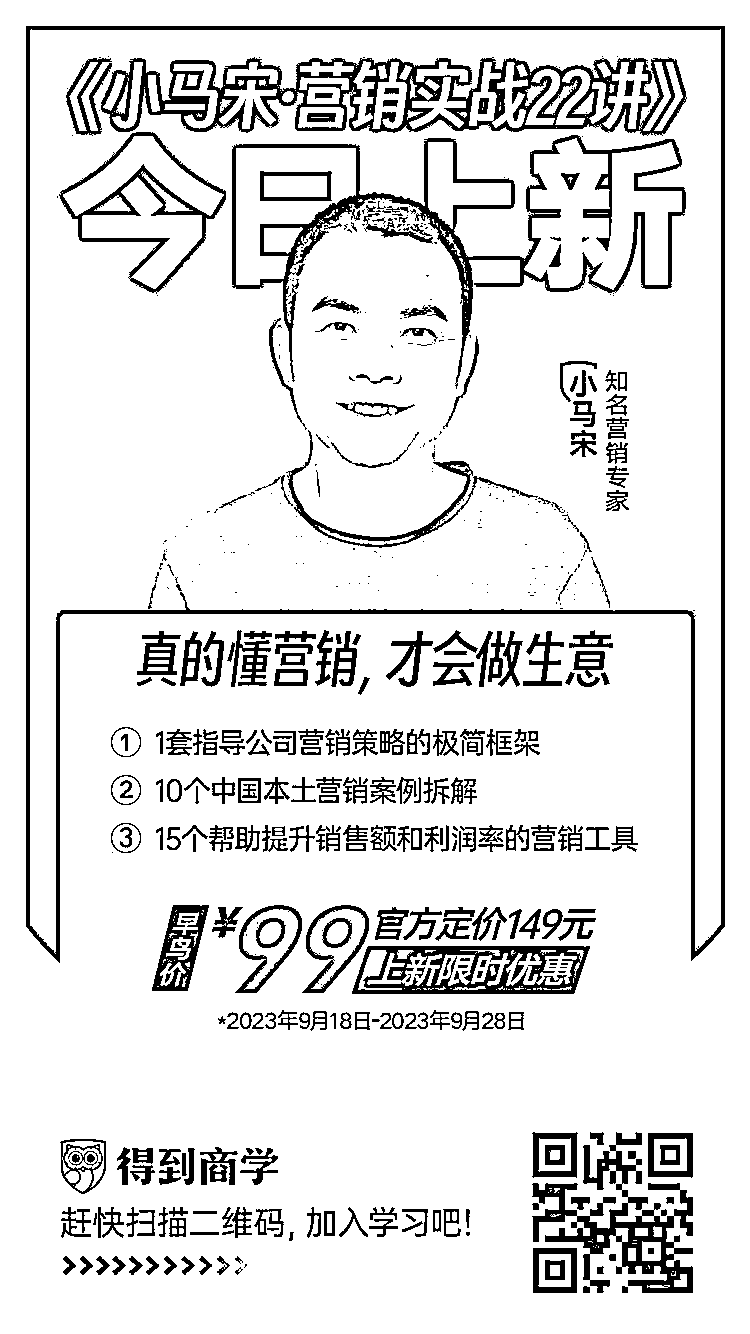 《小马宋·营销实战22讲》
今日上新
小马宋
知名营销专家
真的懂营销, 才会做生意
① 1套指导公司营销策略的极简框架
② 10个中国本土营销案例拆解
③ 15个帮助提升销售额和利润率的营销工具
早鸟价
¥99
官方定价149元
上新限时优惠
*2023年9月18日-2023年9月28日
得到商学
赶快扫描二维码, 加入学习吧!